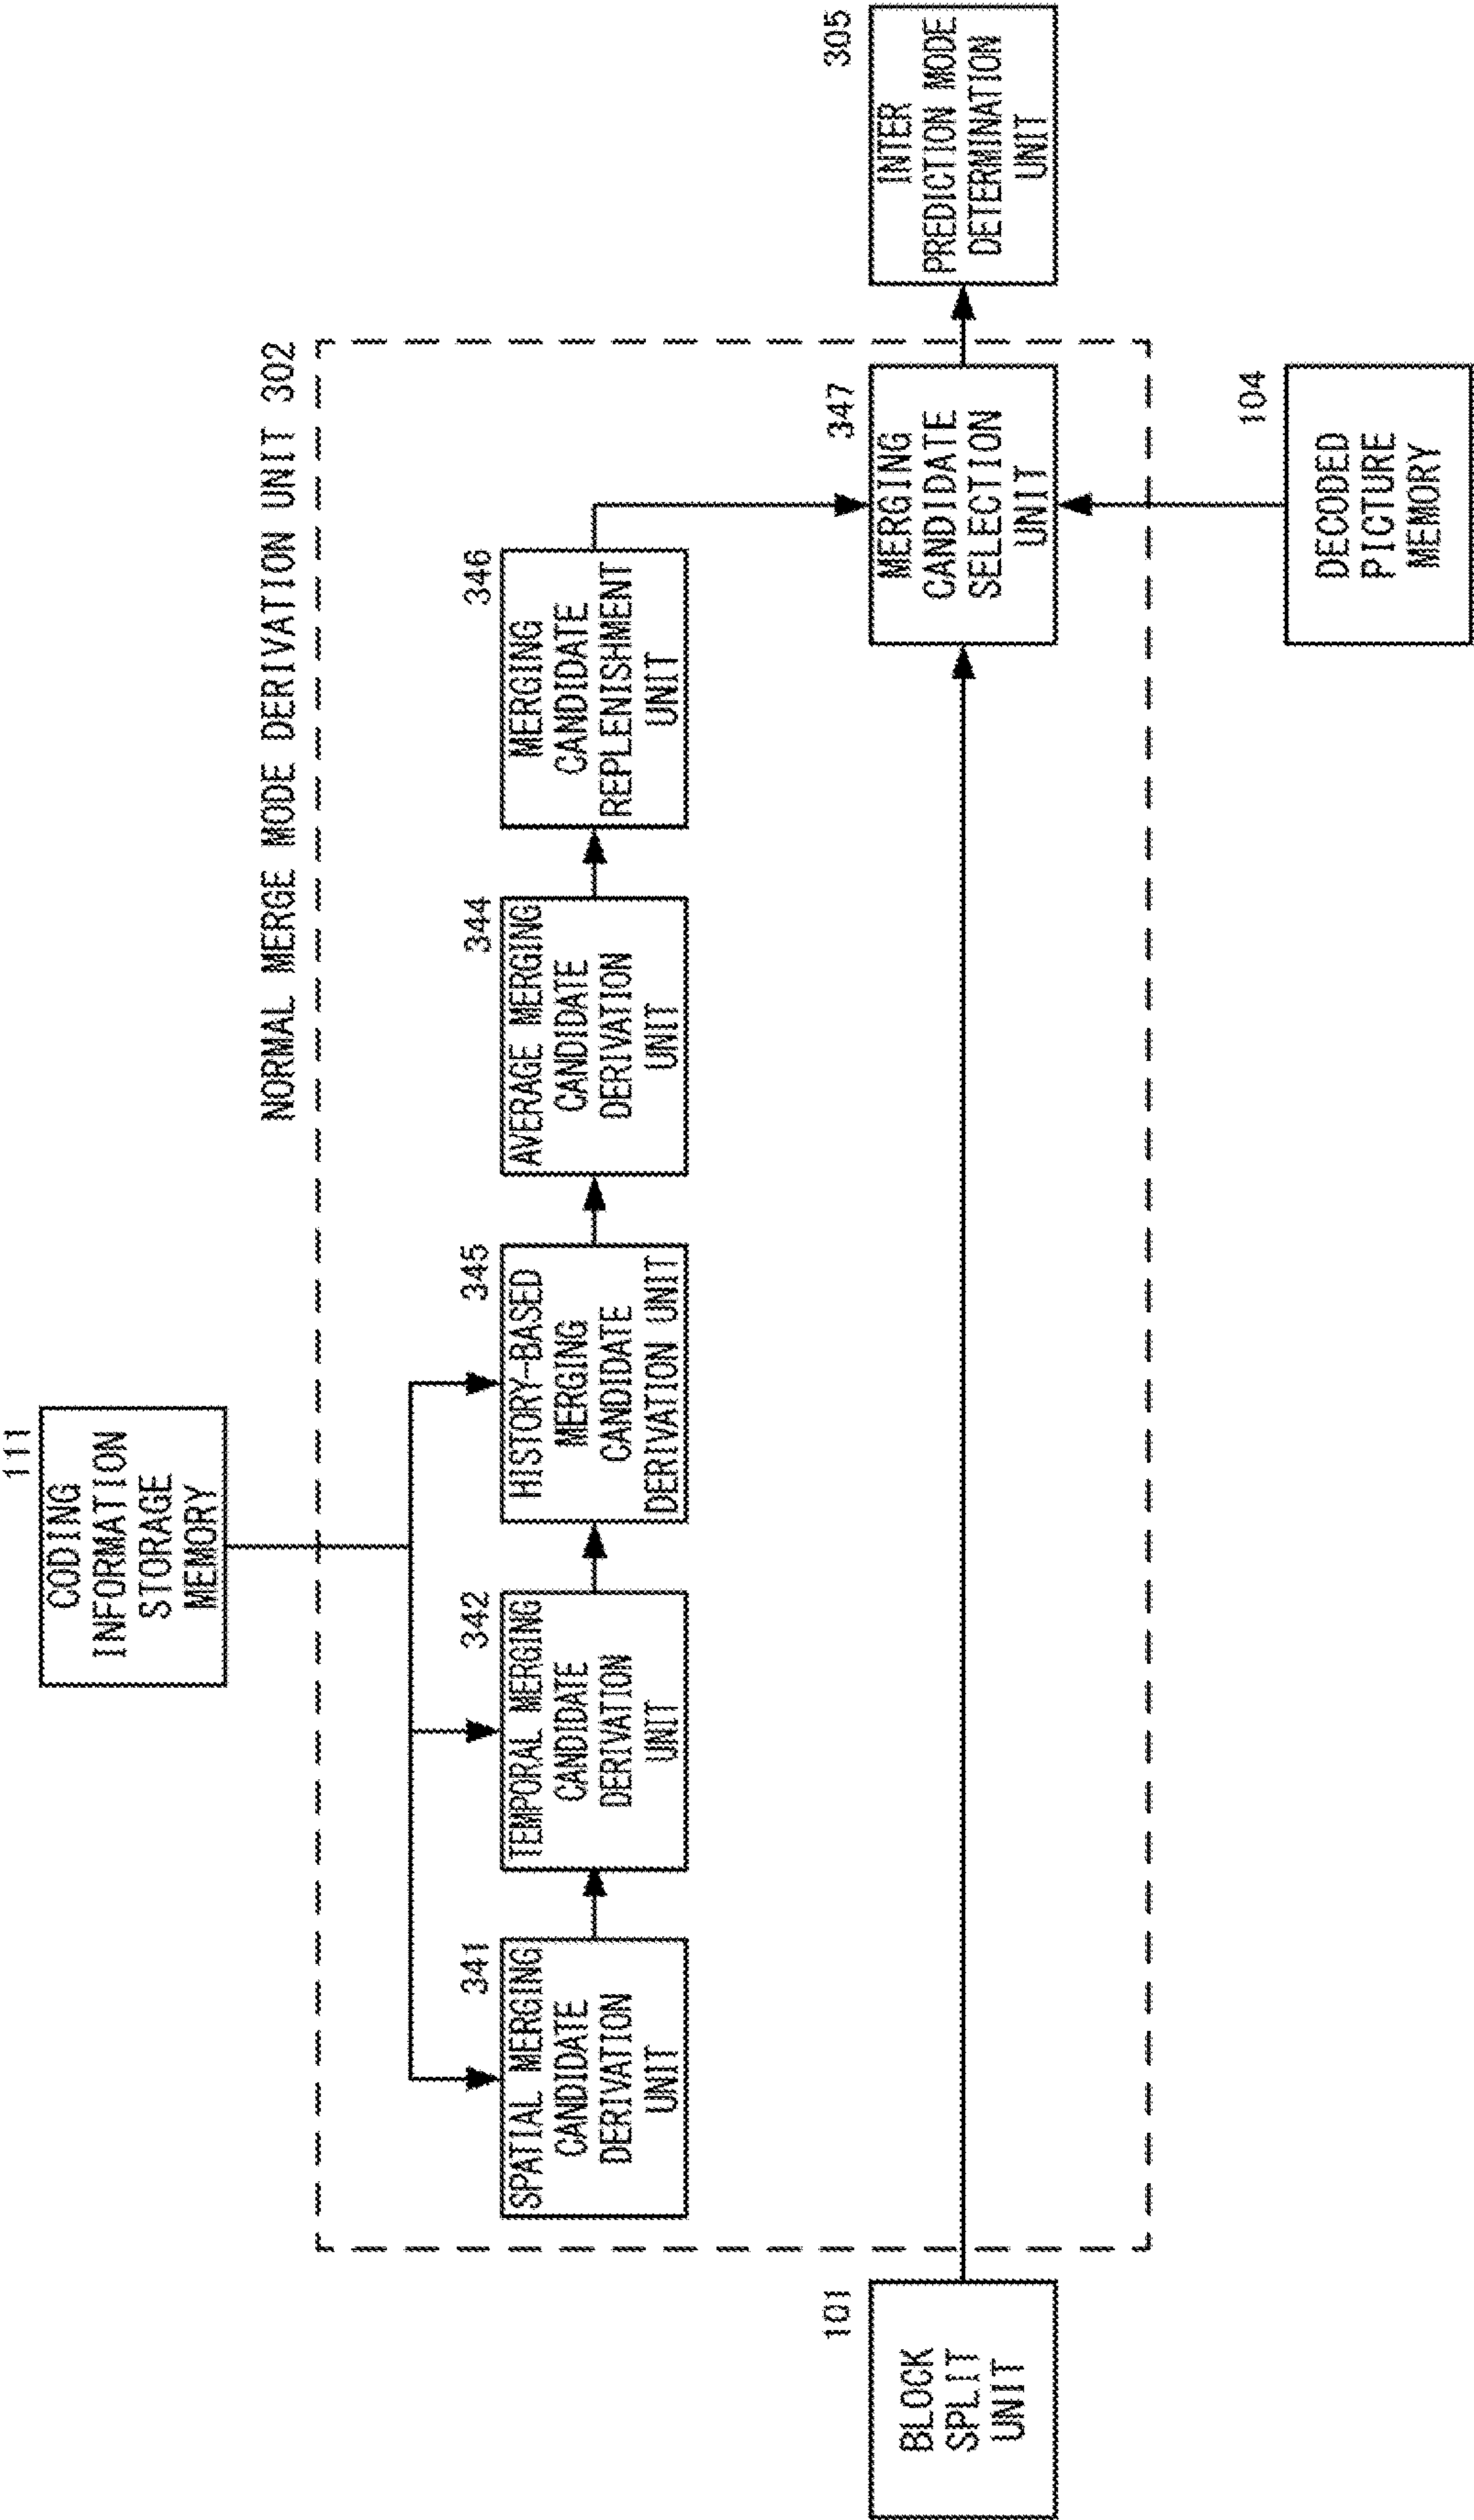 111
CODING
INFORMATION
STORAGE
MEMORY
NORMAL MERGE MODE DERIVATION UNIT 302
341
SPATIAL MERGING
CANDIDATE
DERIVATION
UNIT
342
TEMPORAL MERGING
CANDIDATE
DERIVATION
UNIT
345
HISTORY-BASED
MERGING
CANDIDATE
DERIVATION UNIT
344
AVERAGE MERGING
CANDIDATE
DERIVATION
UNIT
346
MERGING
CANDIDATE
REPLENISHMENT
UNIT
101
BLOCK
SPLIT
UNIT
347
MERGING
CANDIDATE
SELECTION
UNIT
305
INTER
PREDICTION MODE
DETERMINATION
UNIT
104
DECODED
PICTURE
MEMORY